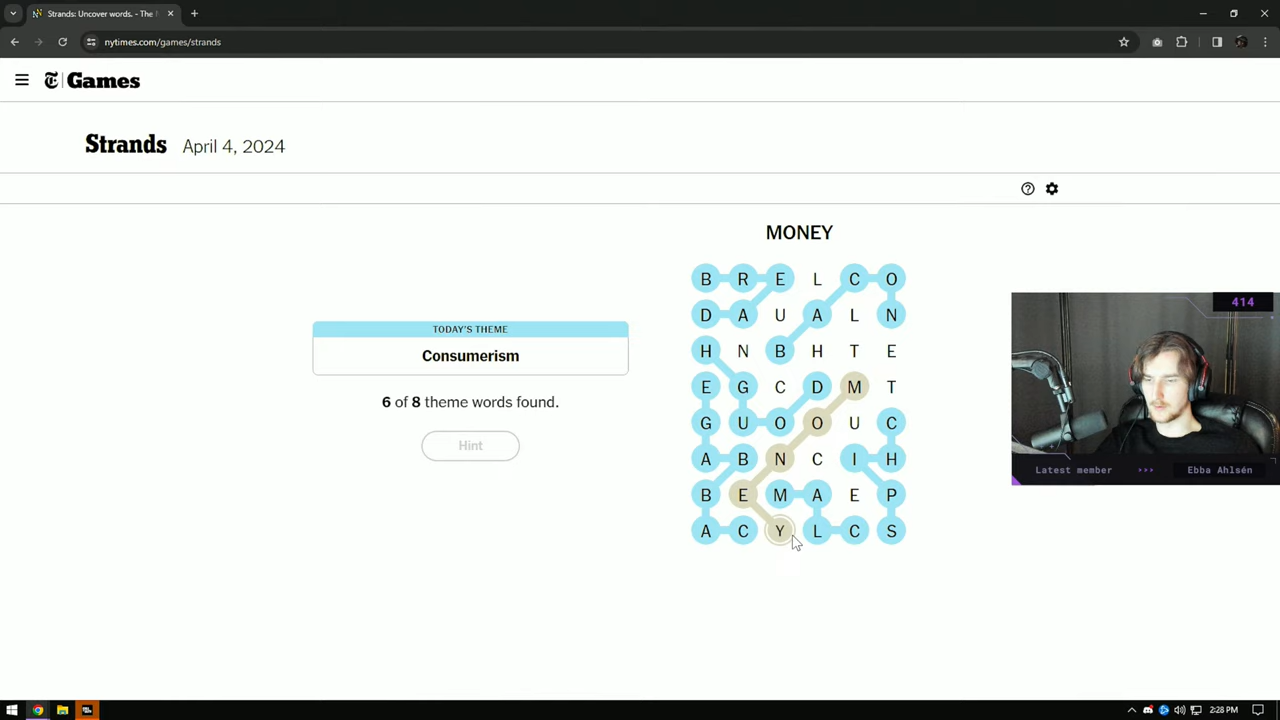 Strands: Uncover words. - The
nytimes.com/games/strands
Games
Strands April 4, 2024
MONEY
B R E L C O
D A U A L N
H N B H T E
E G C D M T
G U O O U C
A B N C I H
B E M A E P
A C Y L C S
TODAY'S THEME
Consumerism
6 of 8 theme words found.
Hint
414
Latest member >>> Ebba Ahlsén
2:28 PM